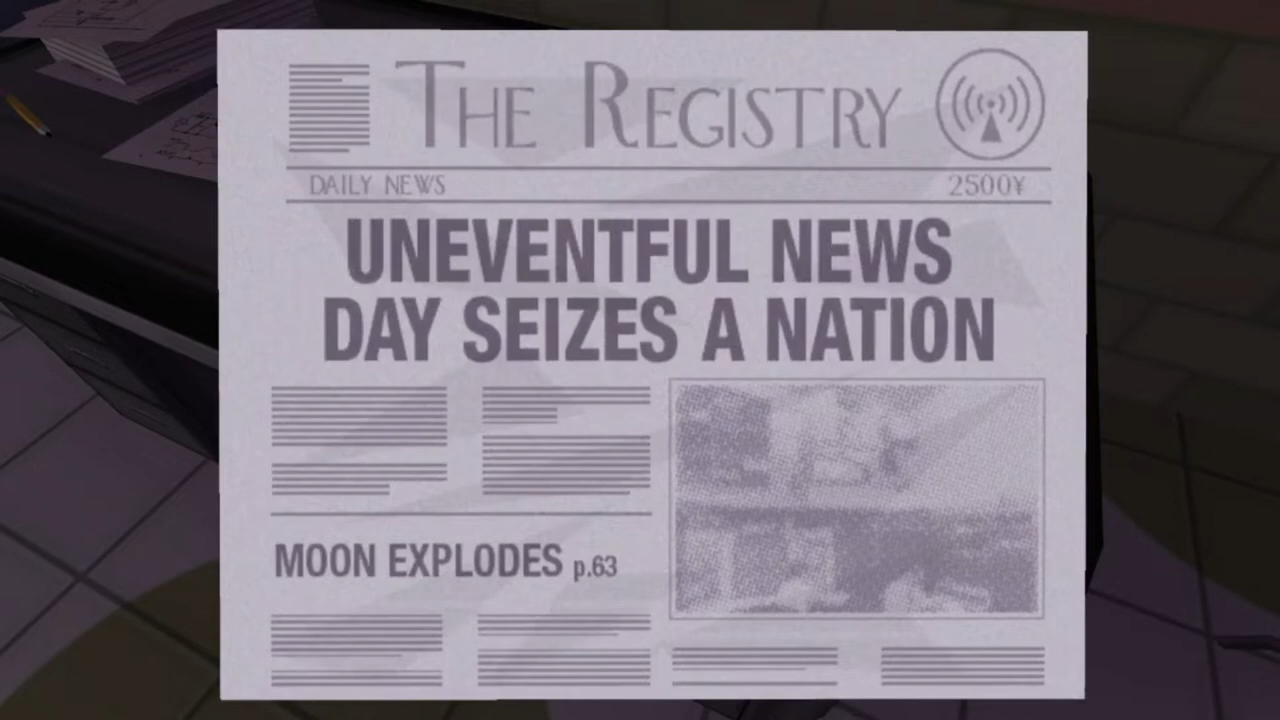 THE REGISTRY
DAILY NEWS 2500¥
UNEVENTFUL NEWS
DAY SEIZES A NATION
MOON EXPLODES p.63